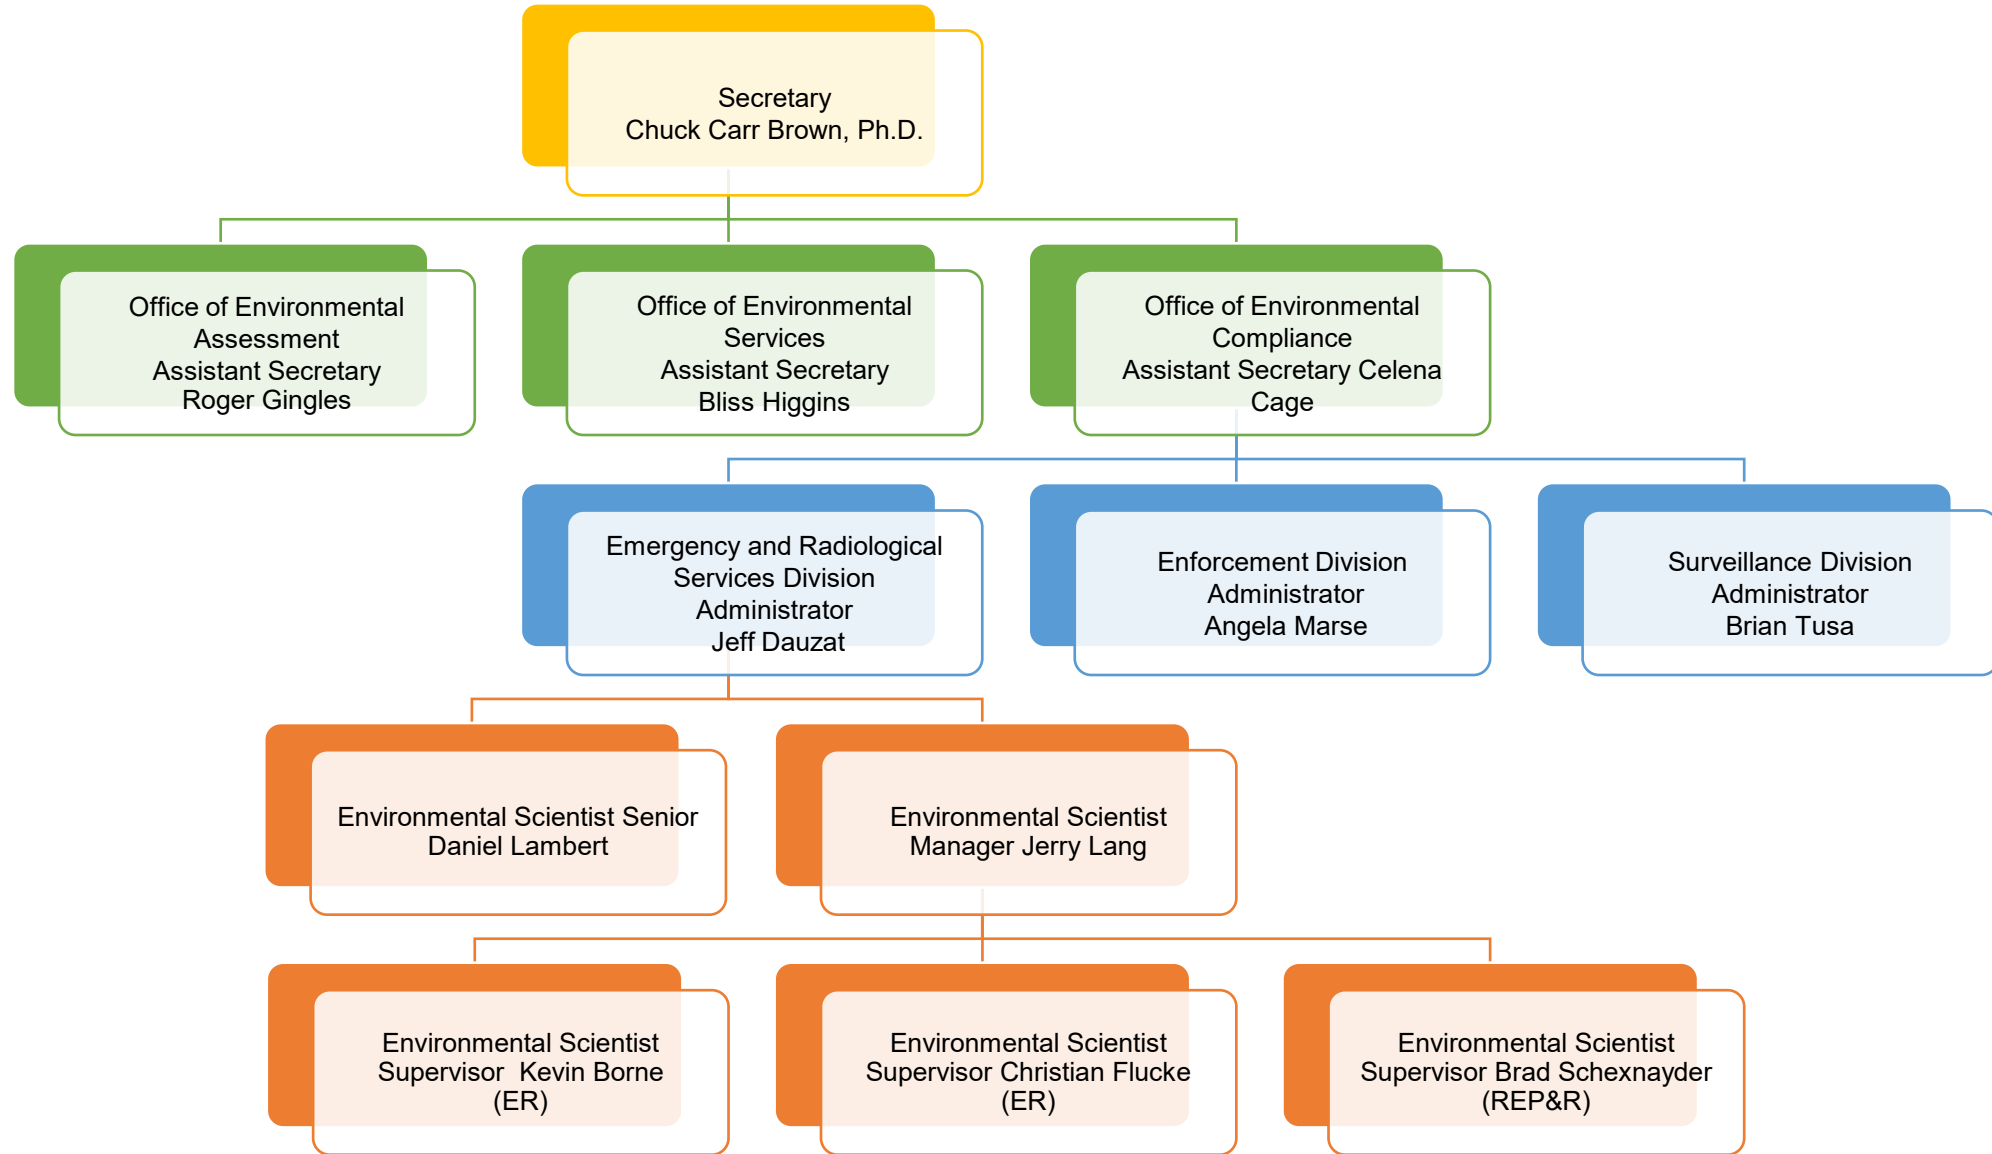 Secretary
Chuck Carr Brown, Ph.D.
Office of Environmental
Assessment
Assistant Secretary
Roger Gingles
Office of Environmental
Services
Assistant Secretary
Bliss Higgins
Office of Environmental
Compliance
Assistant Secretary Celena
Cage
Emergency and Radiological
Services Division
Administrator
Jeff Dauzat
Enforcement Division
Administrator
Angela Marse
Surveillance Division
Administrator
Brian Tusa
Environmental Scientist Senior
Daniel Lambert
Environmental Scientist
Manager Jerry Lang
Environmental Scientist
Supervisor  Kevin Borne
(ER)
Environmental Scientist
Supervisor Christian Flucke
(ER)
Environmental Scientist
Supervisor Brad Schexnayder
(REP&R)